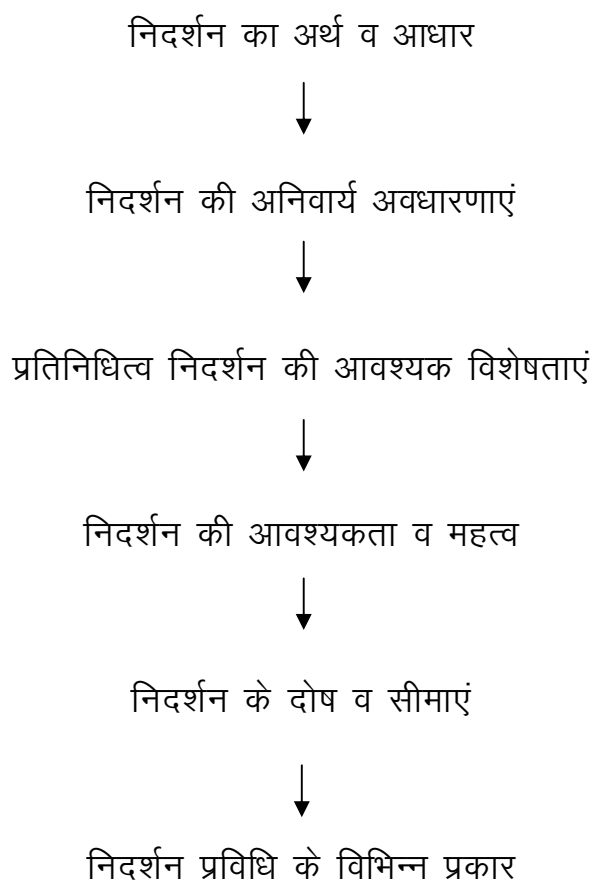 निदर्शन का अर्थ व आधार
निदर्शन की अनिवार्य अवधारणाएं
प्रतिनिधित्व निदर्शन की आवश्यक विशेषताएं
निदर्शन की आवश्यकता व महत्व
निदर्शन के दोष व सीमाएं
निदर्शन प्रविधि के विभिन्न प्रकार